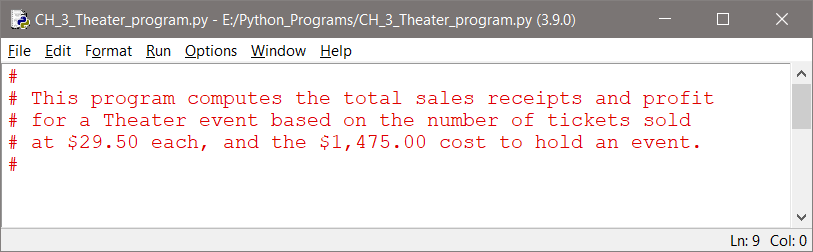 CH_3_Theater_program.py - E:/Python_Programs/CH_3_Theater_program.py (3.9.0)
File Edit Format Run Options Window Help
#
# This program computes the total sales receipts and profit
# for a Theater event based on the number of tickets sold
# at $29.50 each, and the $1,475.00 cost to hold an event.
#
Ln: 9 Col: 0